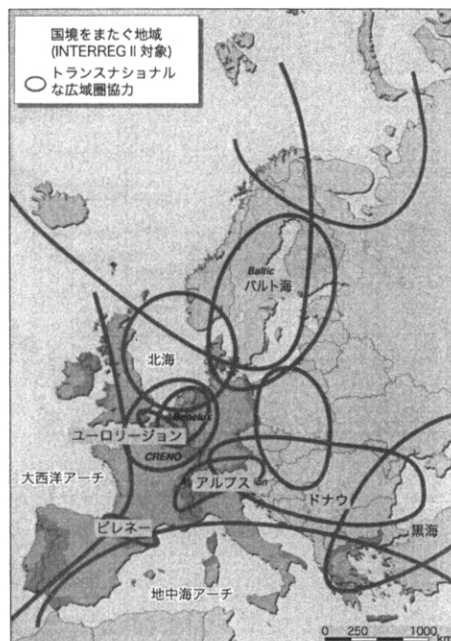 国境をまたぐ地域
(INTERREG II 対象)
トランスナショナル
な広域圏協力
Baltic
バルト海
北海
Benelux
ユーロリージョン
CRENO
大西洋アーチ
アルプス
ドナウ
ピレネー
黒海
地中海アーチ
0 250 1000
km